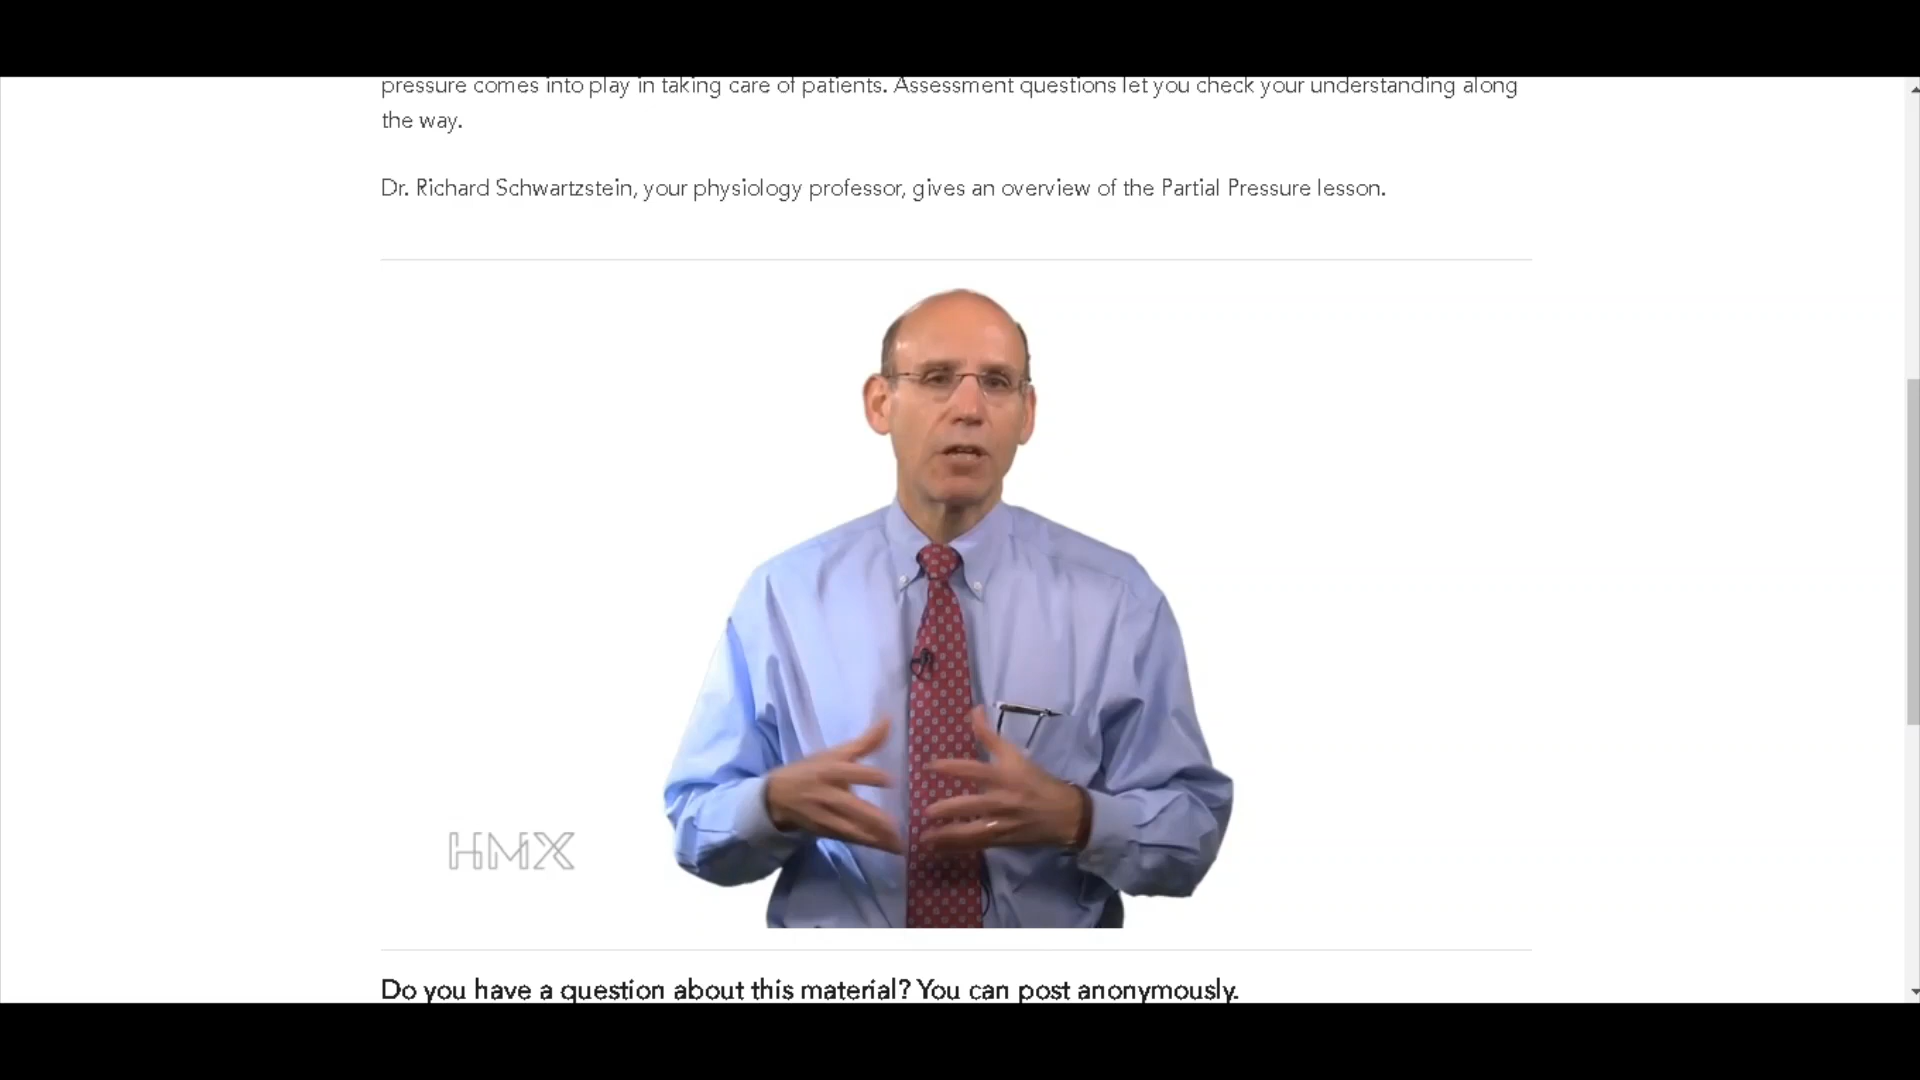 pressure comes into play in taking care of patients. Assessment questions let you check your understanding along
the way.
Dr. Richard Schwartzstein, your physiology professor, gives an overview of the Partial Pressure lesson.
HMX
Do you have a question about this material? You can post anonymously.